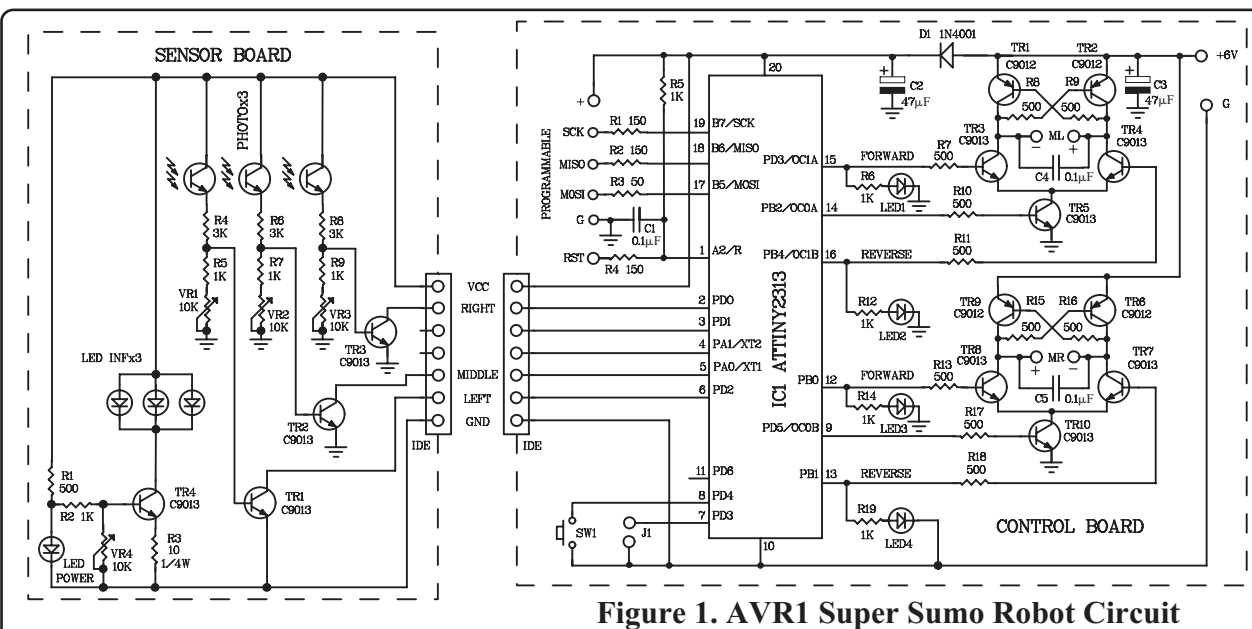 SENSOR BOARD
PHOTOx3
R4
3K
R6
3K
R8
3K
R5
1K
R7
1K
R9
1K
VR1
10K
VR2
10K
VR3
10K
TR3
C9013
LED INFx3
TR2
C9013
R1
500
R2 1K
TR4
C9013
TR1
C9013
LED
POWER
VR4
10K
R3
10
1/4W
IDE
VCC
RIGHT
MIDDLE
LEFT
GND
IDE
PROGRAMMABLE
+
SCK
MISO
MOSI
G
RST
R1 150
R2 150
R3 50
C1
0.1µF
R4 150
R5
1K
20
19 B7/SCK
18 B6/MISO
17 B5/MOSI
1 A2/R
2 PD0
3 PD1
4 PA1/XT2
5 PA0/XT1
6 PD2
11 PD6
8 PD4
7 PD3
10
IC1 ATTINY2313
PD3/OC1A 15
PB2/OC0A 14
PB4/OC1B 16
PB0 12
PD5/OC0B 9
PB1 13
SW1
J1
D1 1N4001
+
C2
47µF
TR1
C9012
TR2
C9012
R8
500
R9
500
+
C3
47µF
+6V
G
TR3
C9013
ML
- +
TR4
C9013
C4 0.1µF
FORWARD
R7
500
R6
1K
LED1
R10
500
TR5
C9013
REVERSE
R11
500
R12
1K
LED2
TR9
C9012
R15
500
R16
500
TR6
C9012
TR8
C9013
MR
+ -
TR7
C9013
C5 0.1µF
FORWARD
R13
500
R14
1K
LED3
R17
500
TR10
C9013
REVERSE
R18
500
R19
1K
LED4
CONTROL BOARD
Figure 1. AVR1 Super Sumo Robot Circuit